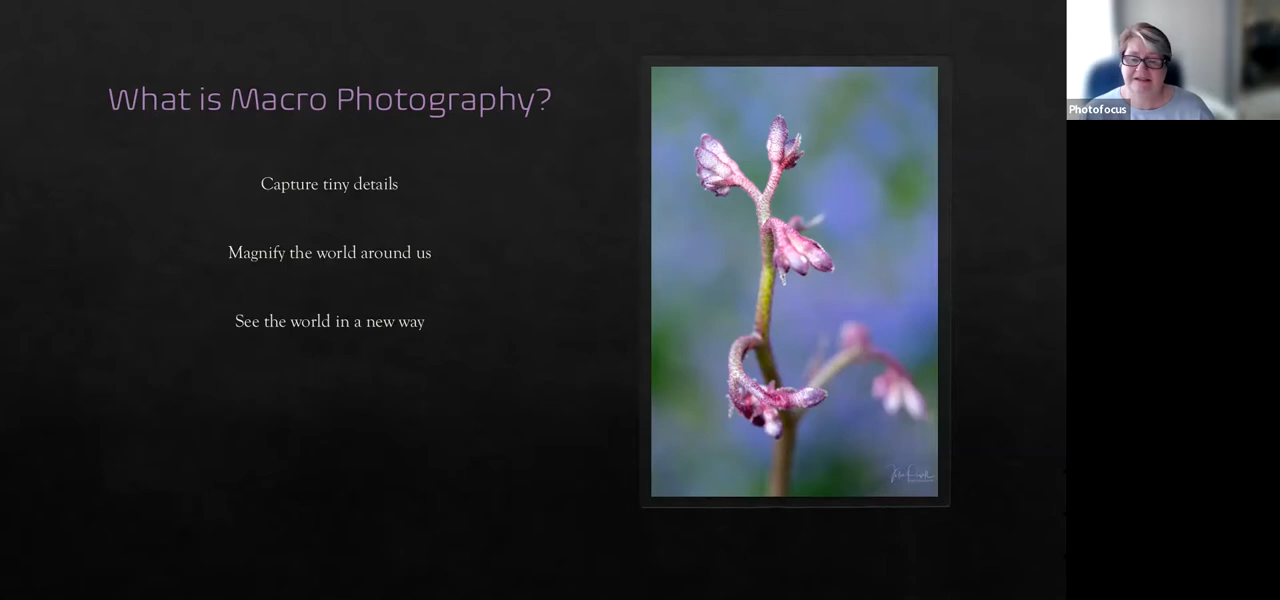 What is Macro Photography?
Capture tiny details
Magnify the world around us
See the world in a new way
Photofocus